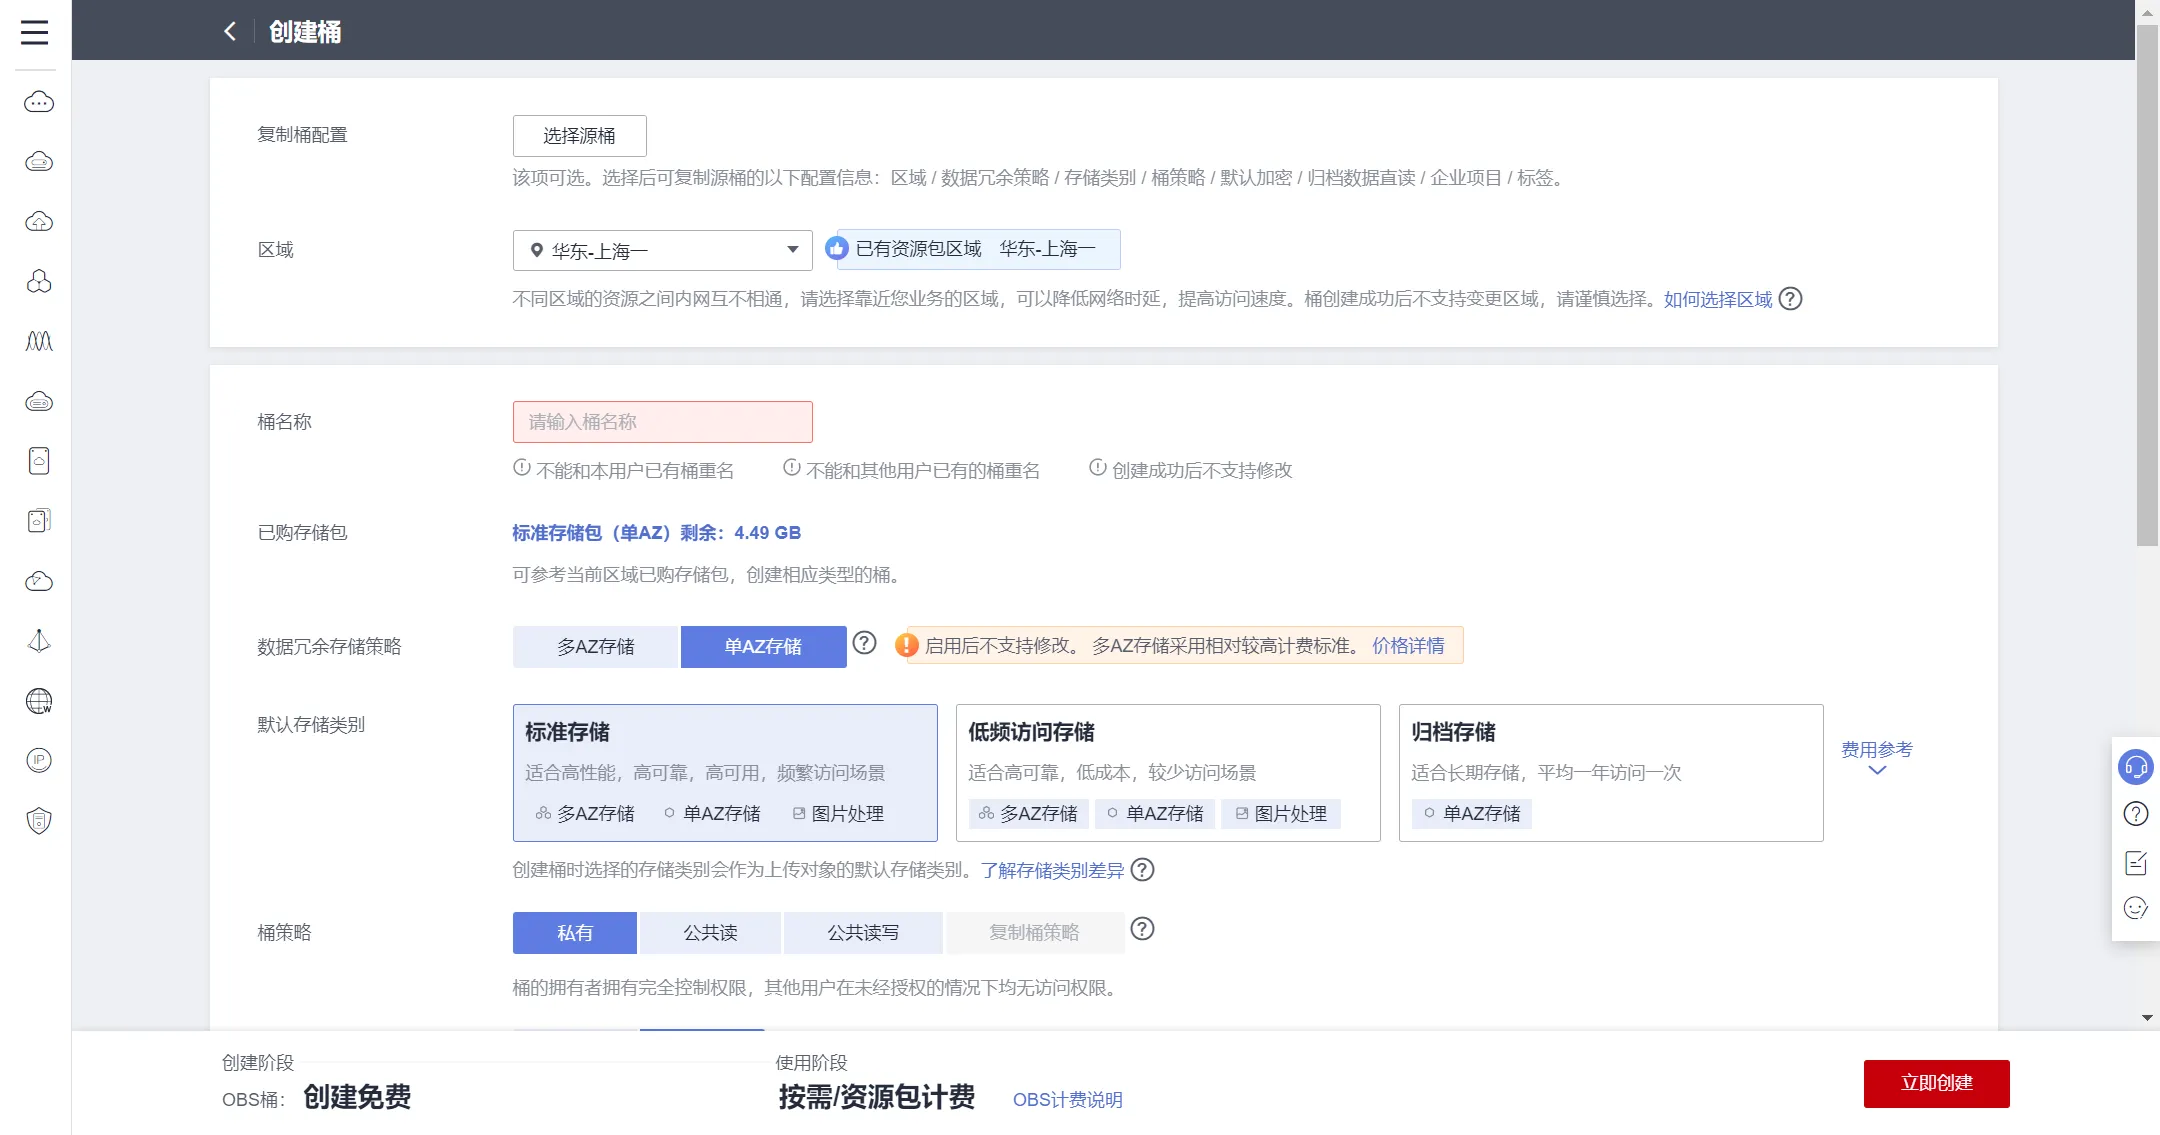 创建桶
复制桶配置
选择源桶
该项可选。选择后可复制源桶的以下配置信息：区域 / 数据冗余策略 / 存储类别 / 桶策略 / 默认加密 / 归档数据直读 / 企业项目 / 标签。
区域
华东-上海一
已有资源包区域 华东-上海一
不同区域的资源之间内网互不相通，请选择靠近您业务的区域，可以降低网络时延，提高访问速度。桶创建成功后不支持变更区域，请谨慎选择。如何选择区域
桶名称
请输入桶名称
不能和本用户已有桶重名 不能和其他用户已有的桶重名 创建成功后不支持修改
已购存储包
标准存储包（单AZ）剩余：4.49 GB
可参考当前区域已购存储包，创建相应类型的桶。
数据冗余存储策略
多AZ存储 单AZ存储
启用后不支持修改。 多AZ存储采用相对较高计费标准。 价格详情
默认存储类别
标准存储
适合高性能，高可靠，高可用，频繁访问场景
多AZ存储 单AZ存储 图片处理
低频访问存储
适合高可靠，低成本，较少访问场景
多AZ存储 单AZ存储 图片处理
归档存储
适合长期存储，平均一年访问一次
单AZ存储
费用参考
创建桶时选择的存储类别会作为上传对象的默认存储类别。了解存储类别差异
桶策略
私有 公共读 公共读写 复制桶策略
桶的拥有者拥有完全控制权限，其他用户在未经授权的情况下均无访问权限。
创建阶段
OBS桶： 创建免费
使用阶段
按需/资源包计费 OBS计费说明
立即创建
IP
W